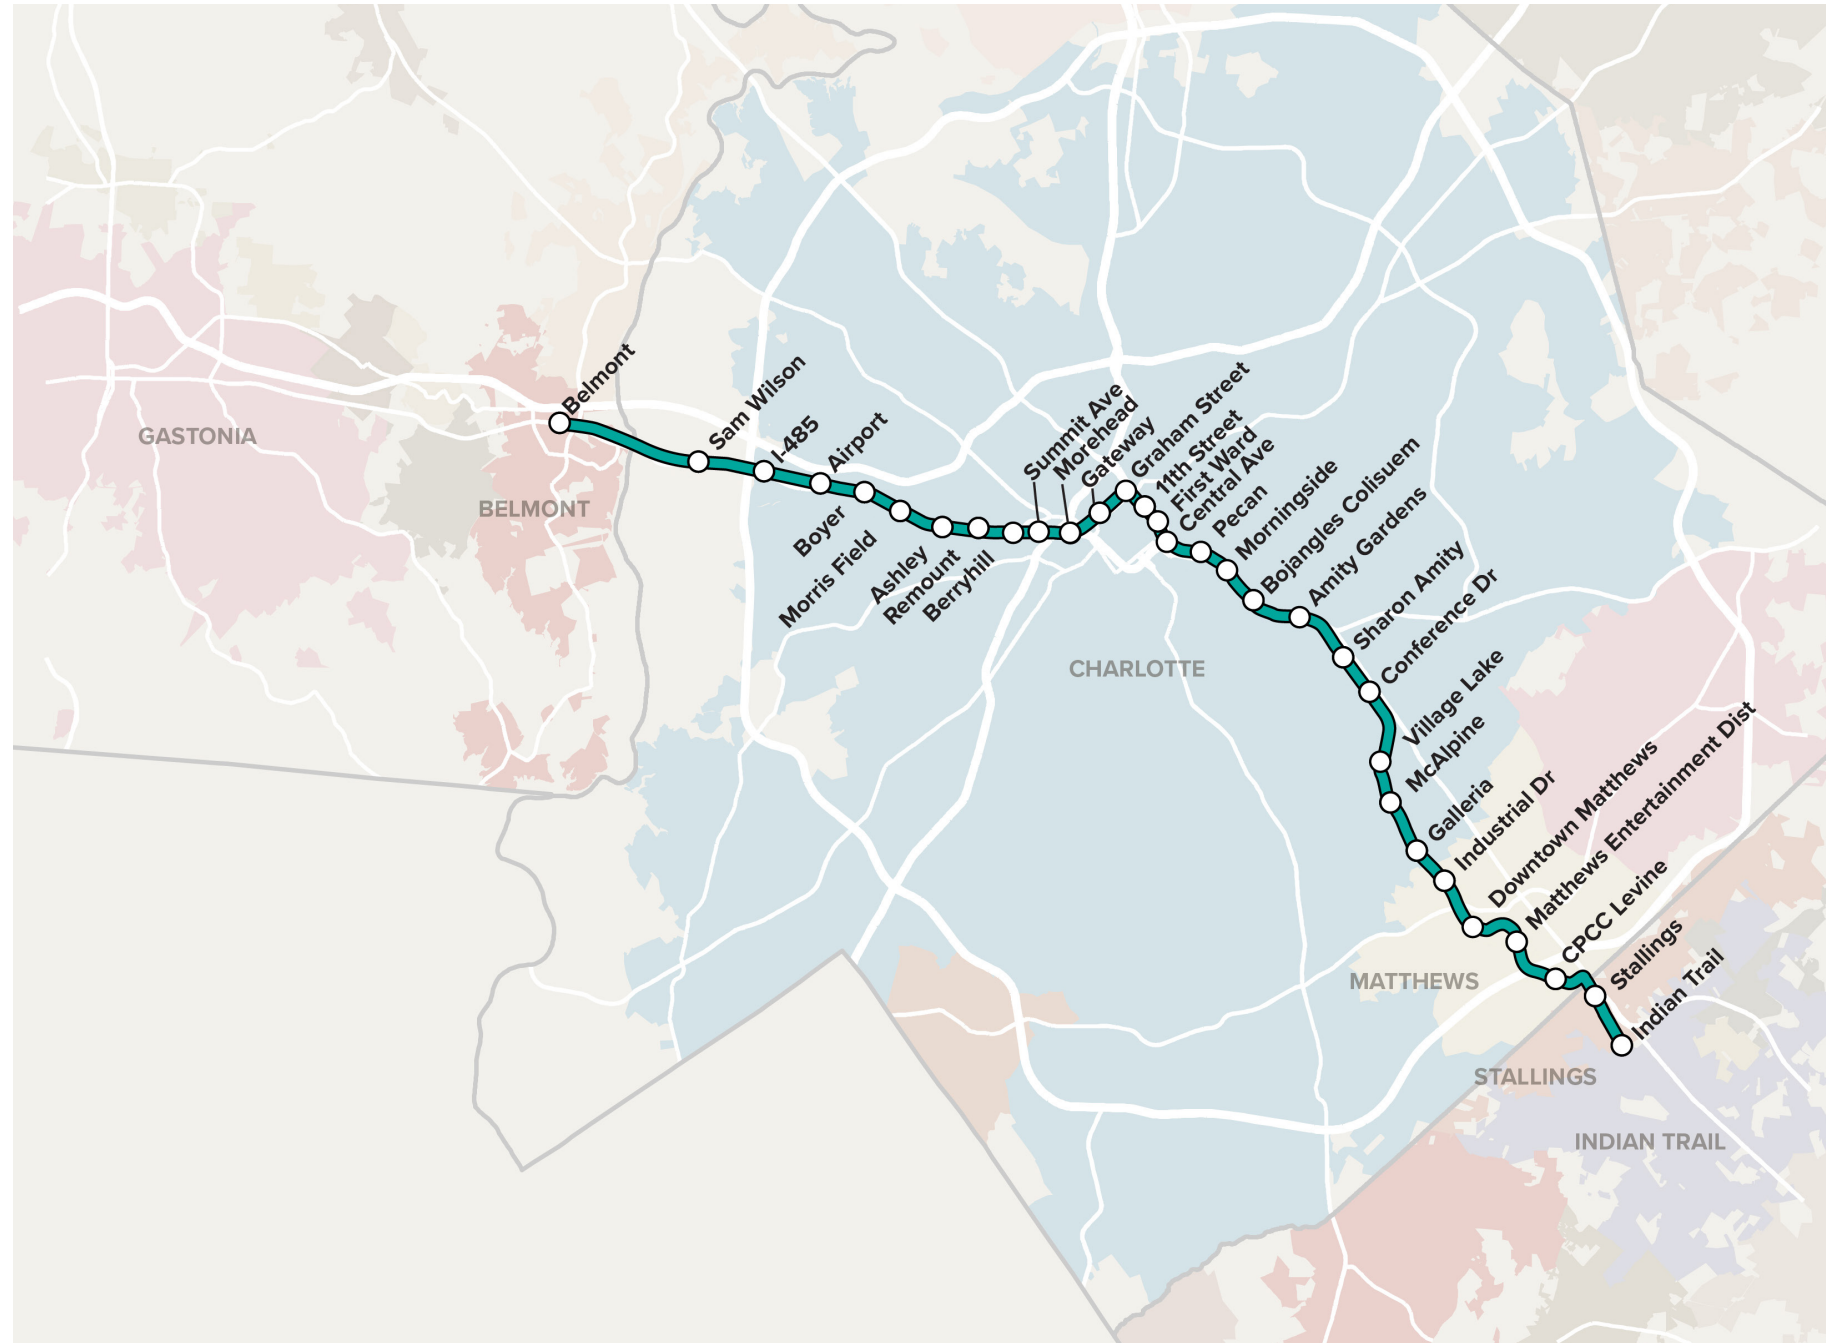 Belmont
Sam Wilson
I-485
Airport
Boyer
Morris Field
Ashley
Remount
Berryhill
Summit Ave
Morehead
Gateway
Graham Street
11th Street
First Ward
Central Ave
Pecan
Morningside
Bojangles Colisuem
Amity Gardens
Sharon Amity
Conference Dr
Village Lake
McAlpine
Galleria
Industrial Dr
Downtown Matthews
Matthews Entertainment Dist
CPCC Levine
Stallings
Indian Trail
GASTONIA
BELMONT
CHARLOTTE
MATTHEWS
STALLINGS
INDIAN TRAIL